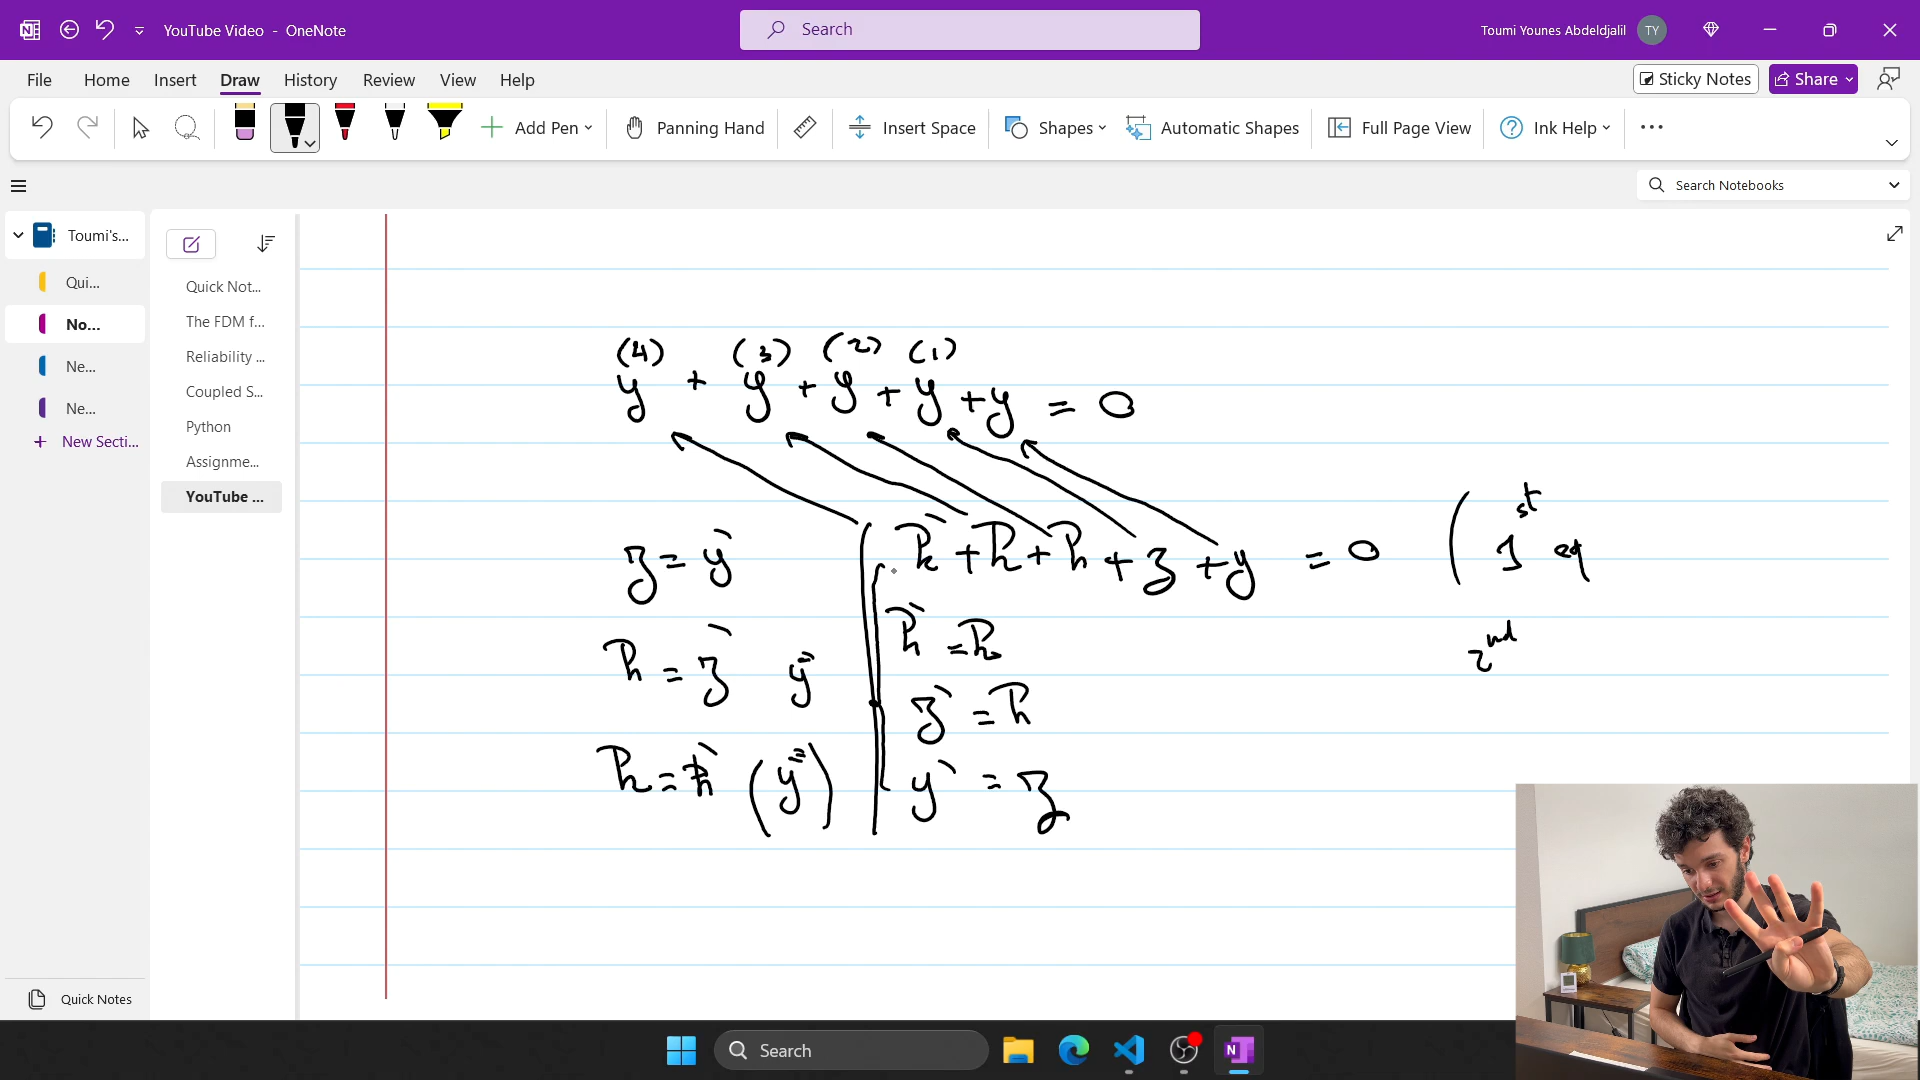 YouTube Video - OneNote
Search
Toumi Younes Abdeldjalil
TY
File Home Insert Draw History Review View Help
Sticky Notes
Share
Add Pen
Panning Hand
Insert Space
Shapes
Automatic Shapes
Full Page View
Ink Help
Search Notebooks
Toumi's...
Qui...
No...
Ne...
Ne...
New Secti...
Quick Not...
The FDM f...
Reliability ...
Coupled S...
Python
Assignme...
YouTube ...
(4) (3) (2) (1)
y + y + y + y + y = 0
z = y'
h + h + h + z + y = 0
1st eq
h = z' y''
h' = h
2nd
z' = h
h = h' (y''')
y' = z
Quick Notes
Search